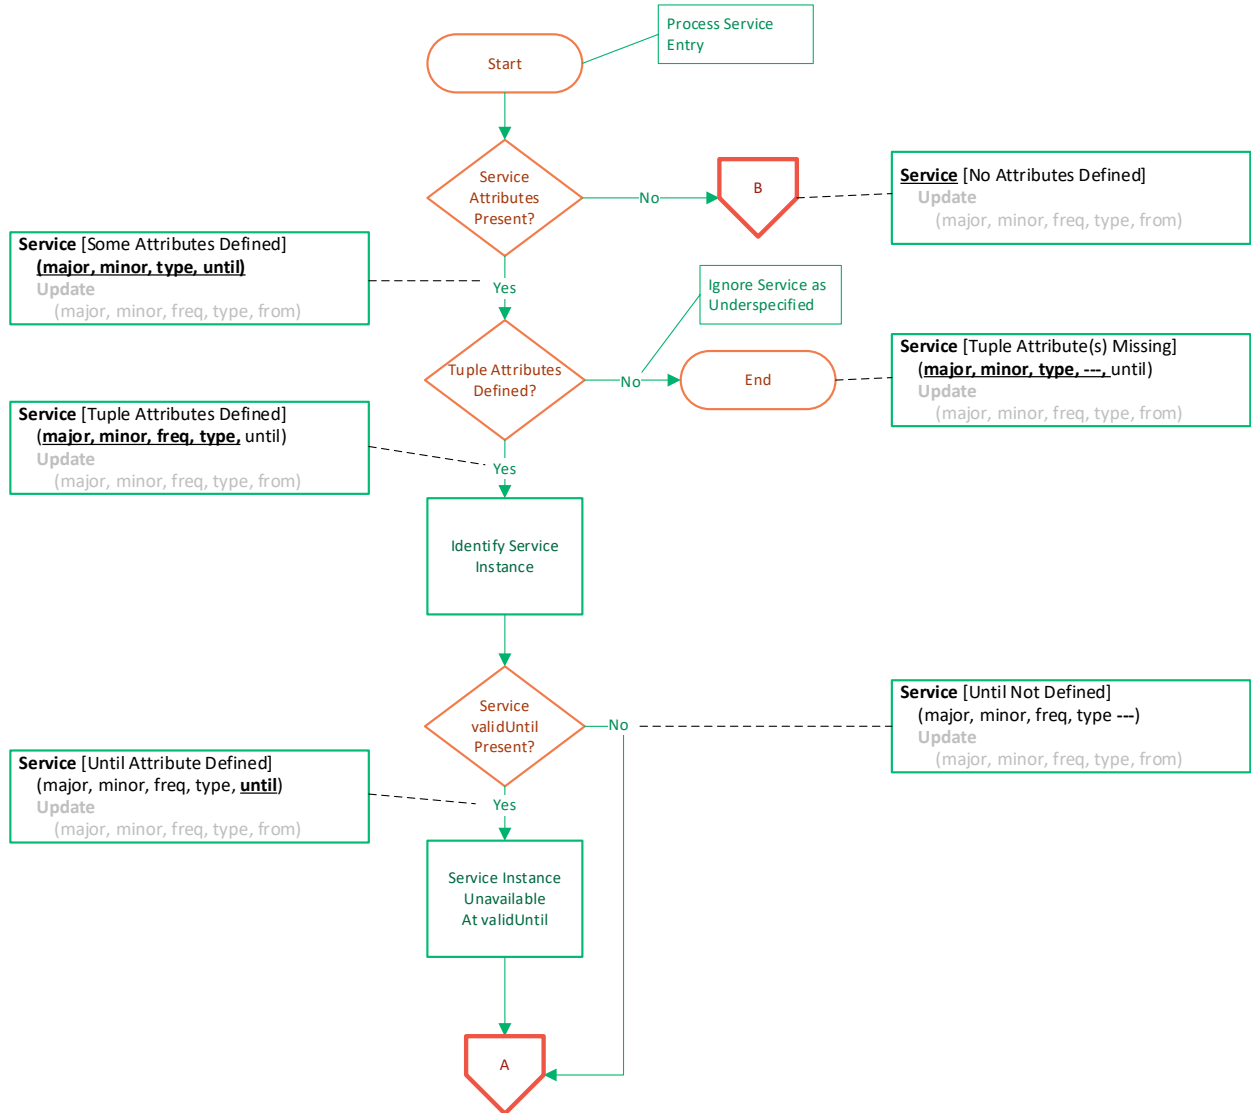 Process Service
Entry
Start
Service
Attributes
Present?
No
B
Service [No Attributes Defined]
Update
(major, minor, freq, type, from)
Service [Some Attributes Defined]
(major, minor, type, until)
Update
(major, minor, freq, type, from)
Yes
Ignore Service as
Underspecified
Tuple Attributes
Defined?
No
End
Service [Tuple Attribute(s) Missing]
(major, minor, type, ---, until)
Update
(major, minor, freq, type, from)
Service [Tuple Attributes Defined]
(major, minor, freq, type, until)
Update
(major, minor, freq, type, from)
Yes
Identify Service
Instance
Service
validUntil
Present?
No
Service [Until Not Defined]
(major, minor, freq, type ---)
Update
(major, minor, freq, type, from)
Service [Until Attribute Defined]
(major, minor, freq, type, until)
Update
(major, minor, freq, type, from)
Yes
Service Instance
Unavailable
At validUntil
A